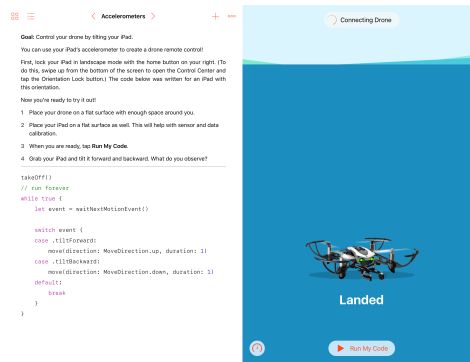 Accelerometers
Connecting Drone
Goal: Control your drone by tilting your iPad.
You can use your iPad's accelerometer to create a drone remote control!
First, lock your iPad in landscape mode with the home button on your right. (To
do this, swipe up from the bottom of the screen to open the Control Center and
tap the Orientation Lock button.) The code below was written for an iPad with
this orientation.
Now you're ready to try it out!
1 Place your drone on a flat surface with enough space around you.
2 Place your iPad on a flat surface as well. This will help with sensor and data
calibration.
3 When you are ready, tap Run My Code.
4 Grab your iPad and tilt it forward and backward. What do you observe?
takeOff()
// run forever
while true {
    let event = waitNextMotionEvent()
    switch event {
    case .tiltForward:
        move(direction: MoveDirection.up, duration: 1)
    case .tiltBackward:
        move(direction: MoveDirection.down, duration: 1)
    default:
        break
    }
}
Landed
Run My Code